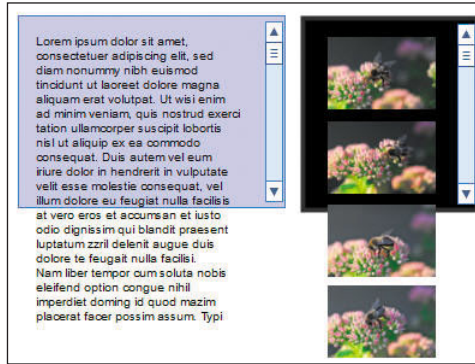 Lorem ipsum dolor sit amet,
consectetuer adipiscing elit, sed
diam nonummy nibh euismod
tincidunt ut laoreet dolore magna
aliquam erat volutpat. Ut wisi enim
ad minim veniam, quis nostrud exerci
tation ullamcorper suscipit lobortis
nisl ut aliquip ex ea commodo
consequat. Duis autem vel eum
iriure dolor in hendrerit in vulputate
velit esse molestie consequat, vel
illum dolore eu feugiat nulla facilisis
at vero eros et accumsan et iusto
odio dignissim qui blandit praesent
luptatum zzril delenit augue duis
dolore te feugait nulla facilisi.
Nam liber tempor cum soluta nobis
eleifend option congue nihil
imperdiet doming id quod mazim
placerat facer possim assum. Typi